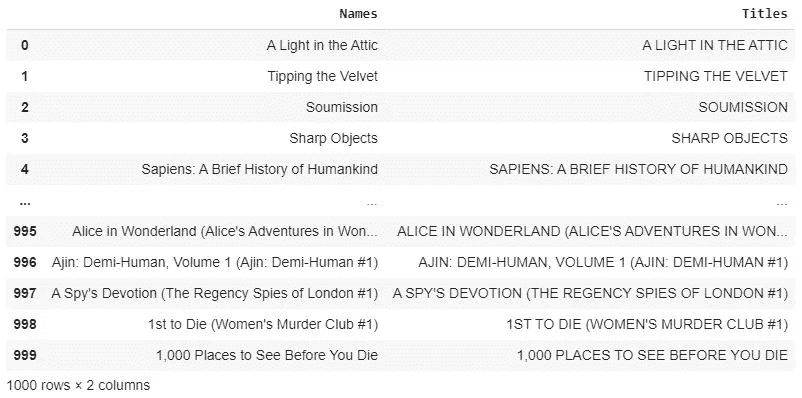 Names Titles
0 A Light in the Attic A LIGHT IN THE ATTIC
1 Tipping the Velvet TIPPING THE VELVET
2 Soumission SOUMISSION
3 Sharp Objects SHARP OBJECTS
4 Sapiens: A Brief History of Humankind SAPIENS: A BRIEF HISTORY OF HUMANKIND
... ... ...
995 Alice in Wonderland (Alice's Adventures in Won... ALICE IN WONDERLAND (ALICE'S ADVENTURES IN WON...
996 Ajin: Demi-Human, Volume 1 (Ajin: Demi-Human #1) AJIN: DEMI-HUMAN, VOLUME 1 (AJIN: DEMI-HUMAN #1)
997 A Spy's Devotion (The Regency Spies of London #1) A SPY'S DEVOTION (THE REGENCY SPIES OF LONDON #1)
998 1st to Die (Women's Murder Club #1) 1ST TO DIE (WOMEN'S MURDER CLUB #1)
999 1,000 Places to See Before You Die 1,000 PLACES TO SEE BEFORE YOU DIE
1000 rows × 2 columns